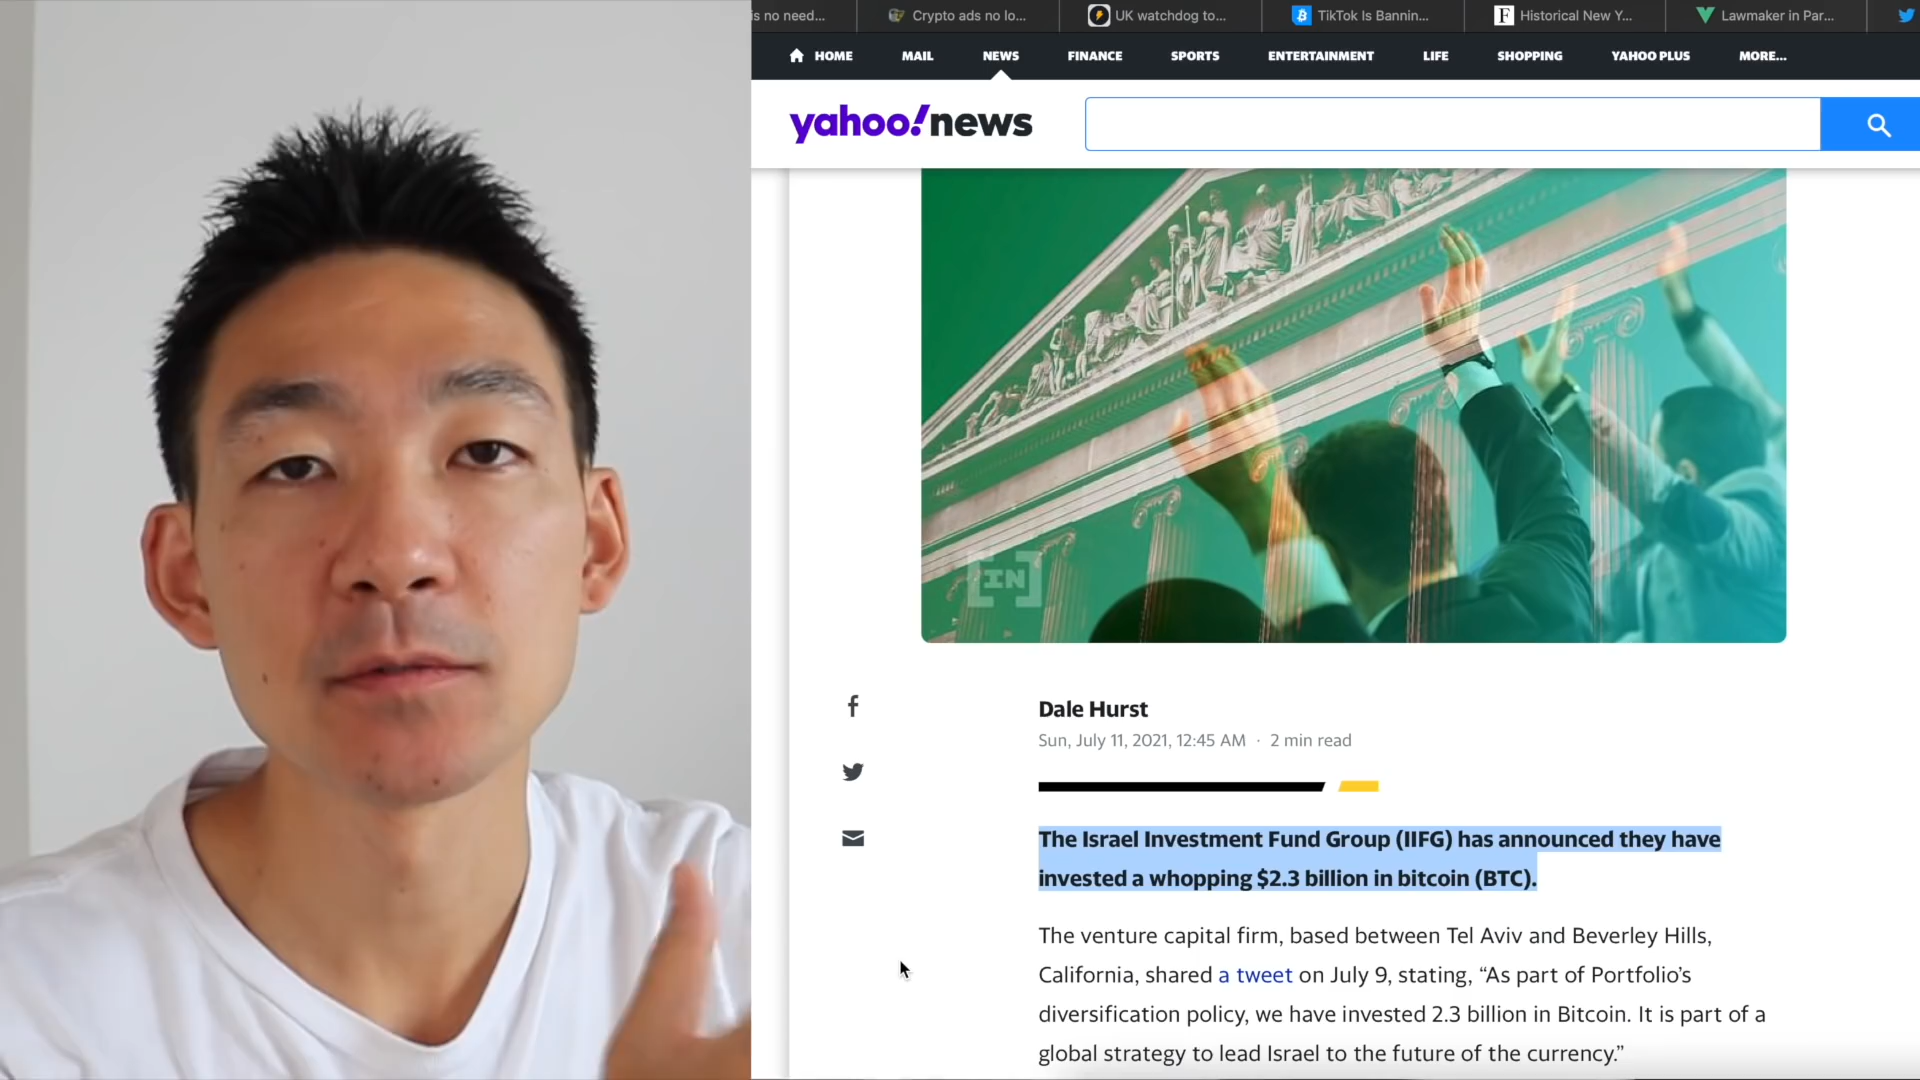 is no need...
Crypto ads no lo...
UK watchdog to...
TikTok Is Bannin...
Historical New Y...
Lawmaker in Par...
HOME MAIL NEWS FINANCE SPORTS ENTERTAINMENT LIFE SHOPPING YAHOO PLUS MORE...
yahoo!news
[IN]
Dale Hurst
Sun, July 11, 2021, 12:45 AM · 2 min read
The Israel Investment Fund Group (IIFG) has announced they have
invested a whopping $2.3 billion in bitcoin (BTC).
The venture capital firm, based between Tel Aviv and Beverley Hills,
California, shared a tweet on July 9, stating, “As part of Portfolio’s
diversification policy, we have invested 2.3 billion in Bitcoin. It is part of a
global strategy to lead Israel to the future of the currency.”